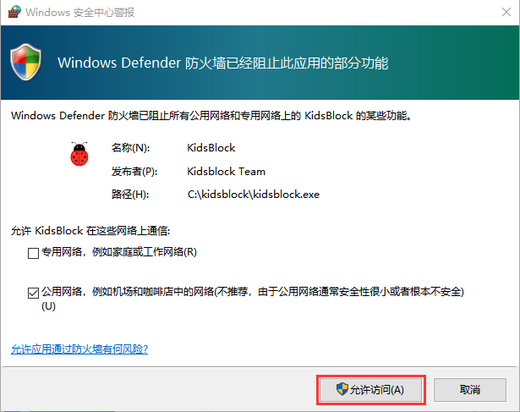 Windows 安全中心警报
Windows Defender 防火墙已经阻止此应用的部分功能
Windows Defender 防火墙已阻止所有公用网络和专用网络上的 KidsBlock 的某些功能。
名称(N): KidsBlock
发布者(P): Kidsblock Team
路径(H): C:\kidsblock\kidsblock.exe
允许 KidsBlock 在这些网络上通信:
专用网络，例如家庭或工作网络(R)
公用网络，例如机场和咖啡店中的网络(不推荐，由于公用网络通常安全性很小或者根本不安全)
(U)
允许应用通过防火墙有何风险?
允许访问(A) 取消